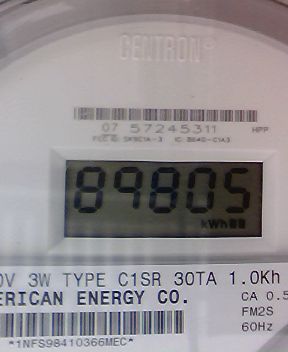 CENTRON®
07 57245311 HPP
89805
kWh
0V 3W TYPE C1SR 30TA 1.0Kh
ERICAN ENERGY CO.
CA 0.5
FM2S
60Hz
*1NFS98410366MEC*